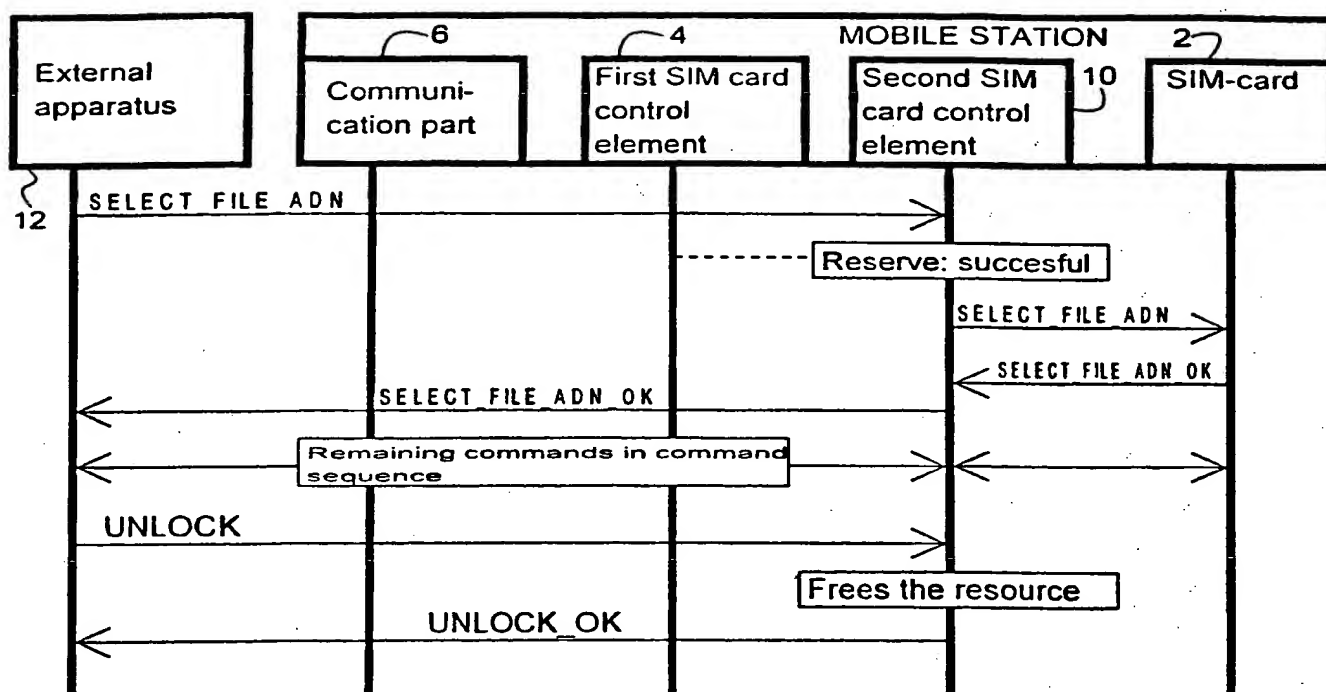 MOBILE STATION
6
4
2
10
External
apparatus
Communi-
cation part
First SIM card
control
element
Second SIM
card control
element
SIM-card
12
SELECT FILE ADN
Reserve: succesful
SELECT FILE ADN
SELECT FILE ADN OK
SELECT FILE ADN OK
Remaining commands in command
sequence
UNLOCK
Frees the resource
UNLOCK_OK